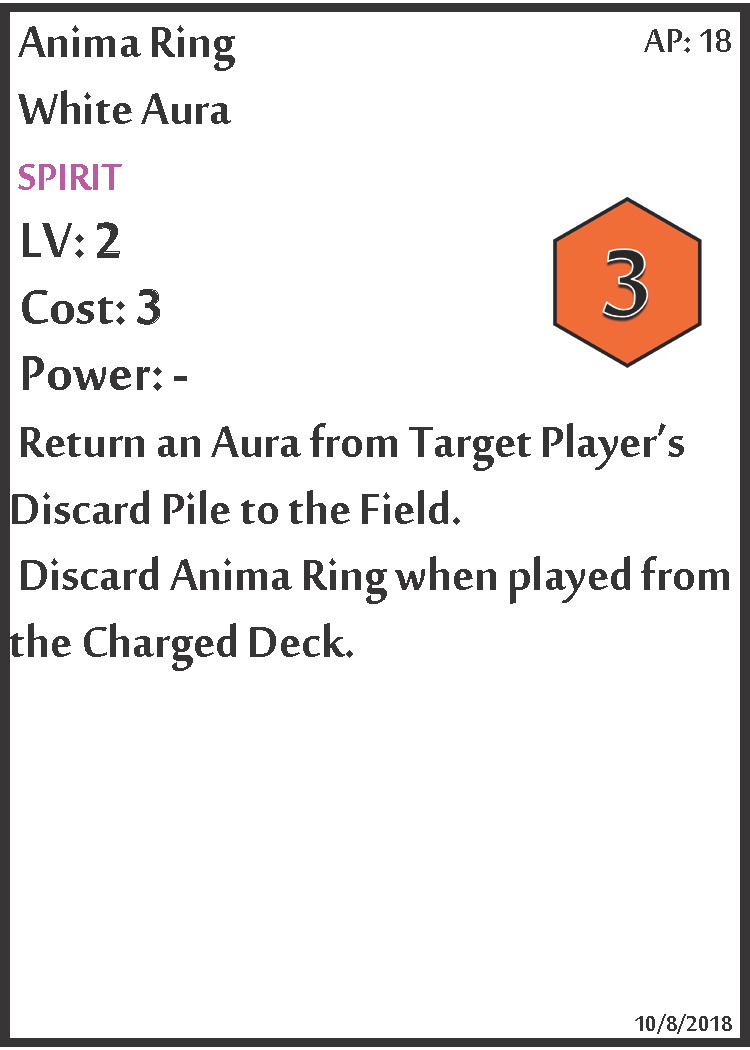 Anima Ring
AP: 18
White Aura
SPIRIT
LV: 2
3
Cost: 3
Power: -
Return an Aura from Target Player's
Discard Pile to the Field.
Discard Anima Ring when played from
the Charged Deck.
10/8/2018